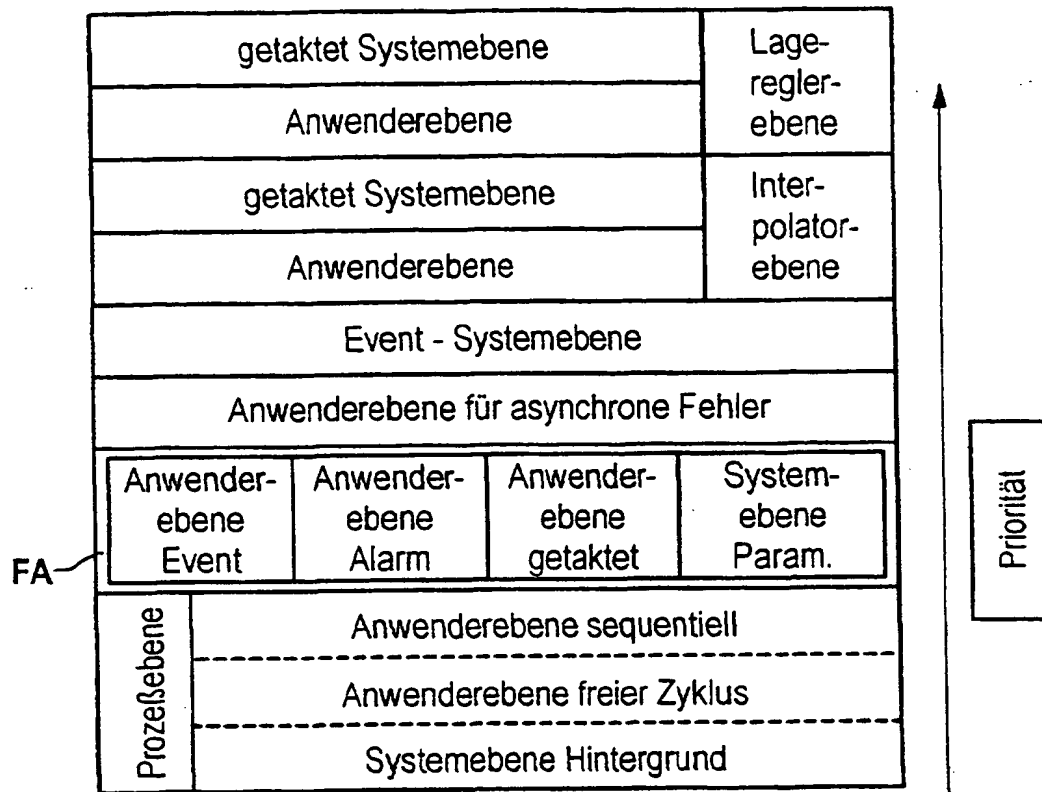 getaktet Systemebene
Anwenderebene
Lage-
regler-
ebene
getaktet Systemebene
Anwenderebene
Inter-
polator-
ebene
Event - Systemebene
Anwenderebene für asynchrone Fehler
Anwender-
ebene
Event
Anwender-
ebene
Alarm
Anwender-
ebene
getaktet
System-
ebene
Param.
FA
Prozeßebene
Anwenderebene sequentiell
Anwenderebene freier Zyklus
Systemebene Hintergrund
Priorität